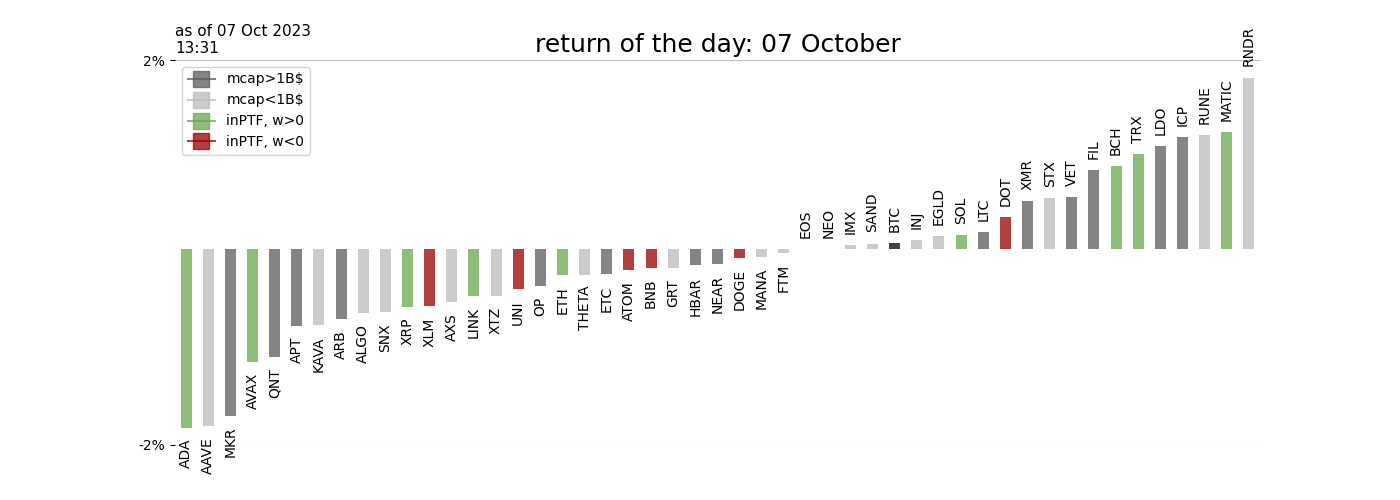 as of 07 Oct 2023
13:31
return of the day: 07 October
2%
-2%
mcap>1B$
mcap<1B$
inPTF, w>0
inPTF, w<0
ADA
AAVE
MKR
AVAX
QNT
APT
KAVA
ARB
ALGO
SNX
XRP
XLM
AXS
LINK
XTZ
UNI
OP
ETH
THETA
ETC
ATOM
BNB
GRT
HBAR
NEAR
DOGE
MANA
FTM
EOS
NEO
IMX
SAND
BTC
INJ
EGLD
SOL
LTC
DOT
XMR
STX
VET
FIL
BCH
TRX
LDO
ICP
RUNE
MATIC
RNDR